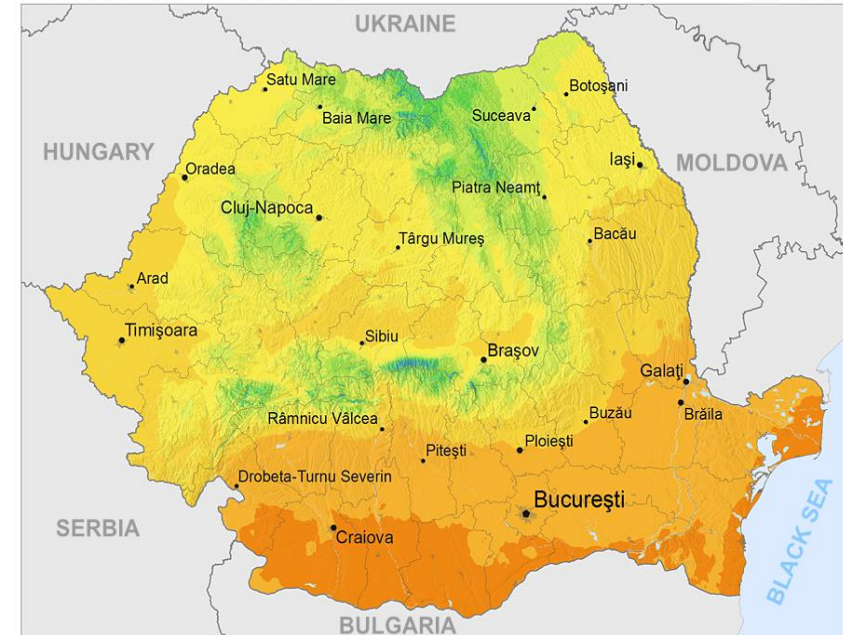 UKRAINE
Satu Mare
Botoşani
Baia Mare
Suceava
HUNGARY
Iaşi
MOLDOVA
Oradea
Piatra Neamţ
Cluj-Napoca
Târgu Mureş
Bacău
Arad
Timişoara
Sibiu
Braşov
Galaţi
Râmnicu Vâlcea
Buzău
Brăila
Ploieşti
Piteşti
Drobeta-Turnu Severin
Bucureşti
SERBIA
Craiova
BLACK SEA
BULGARIA